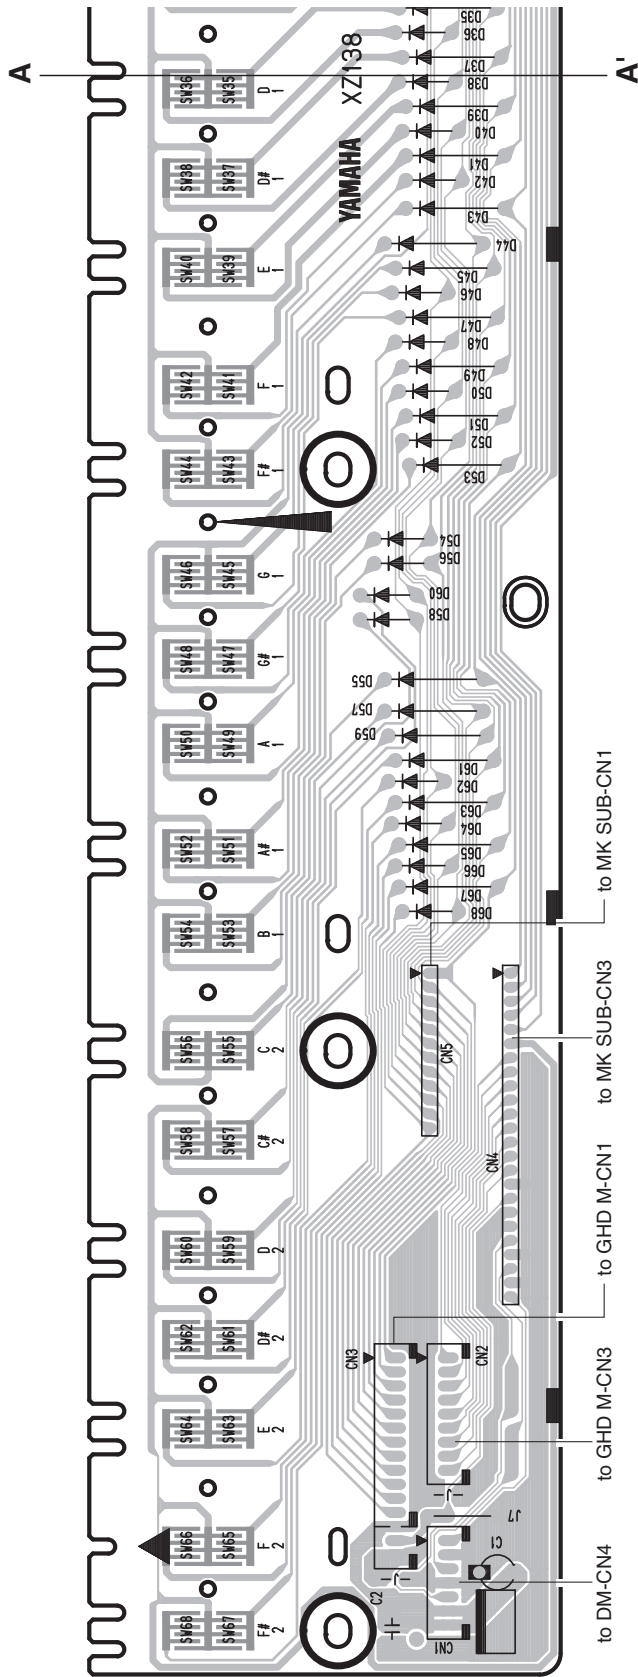 A
A'
D35
D36
D37
D38
D39
D40
D41
D42
D43
D44
D45
D46
D47
D48
D49
D50
D51
D52
D53
D54
D56
D60
D58
D55
D57
D59
D61
D62
D63
D64
D65
D66
D67
D68
XZ138
YAMAHA
SW36
SW35
D
1
SW38
SW37
D#
1
SW40
SW39
E
1
SW42
SW41
F
1
SW44
SW43
F#
1
SW46
SW45
G
1
SW48
SW47
G#
1
SW50
SW49
A
1
SW52
SW51
A#
1
SW54
SW53
B
1
SW56
SW55
C
2
SW58
SW57
C#
2
SW60
SW59
D
2
SW62
SW61
D#
2
SW64
SW63
E
2
SW66
SW65
F
2
SW68
SW67
F#
2
CN5
CN4
CN3
CN2
CN1
J
J
J7
C1
C2
to MK SUB-CN1
to MK SUB-CN3
to GHD M-CN1
to GHD M-CN3
to DM-CN4